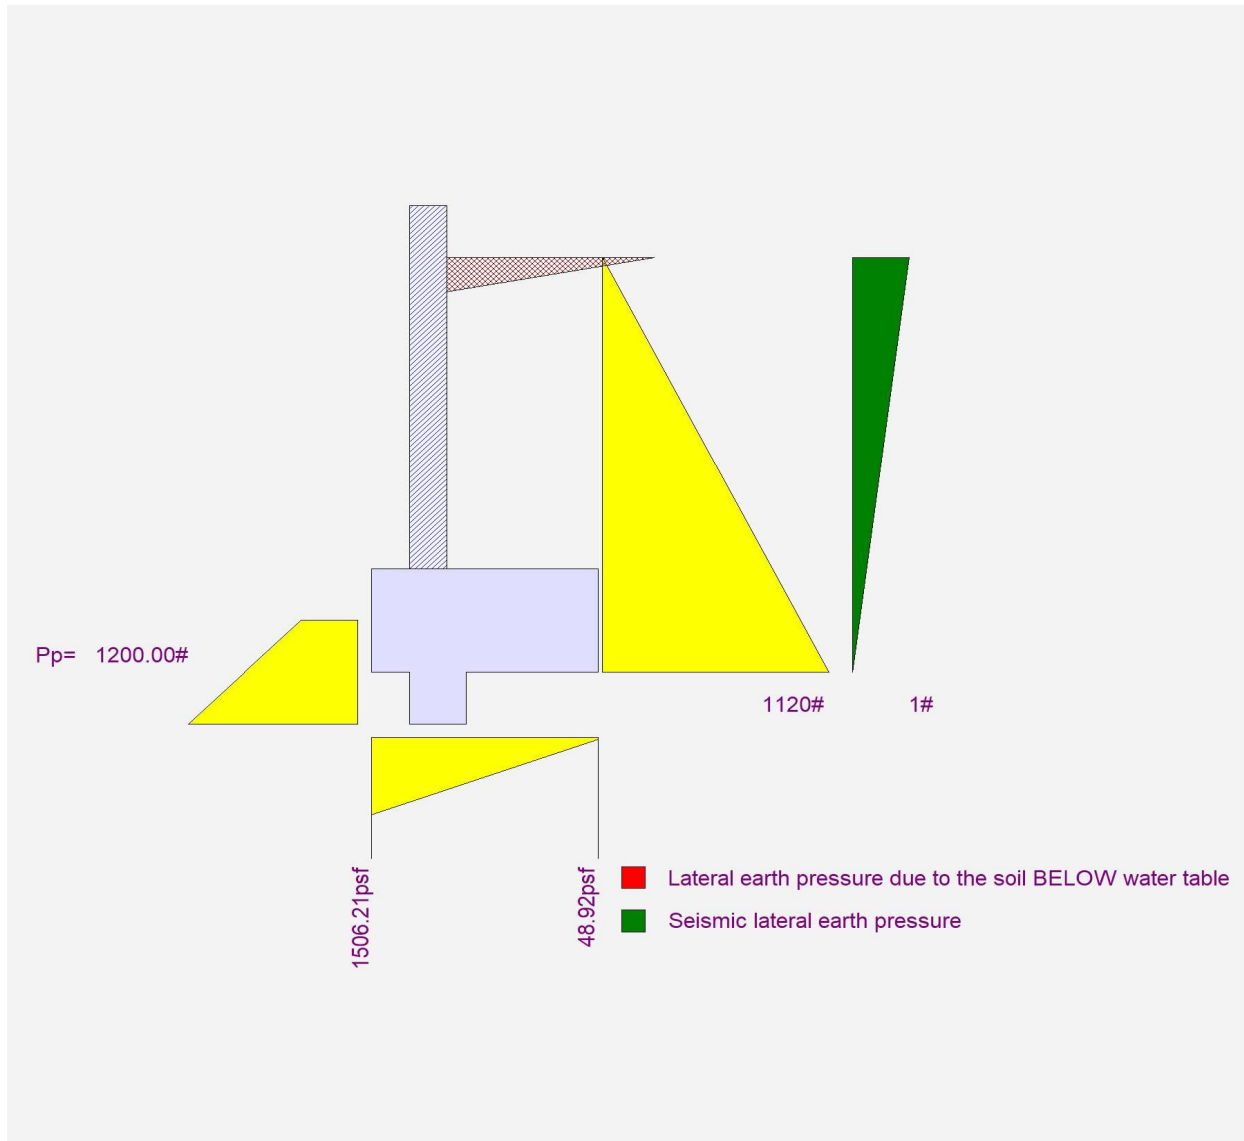 Pp= 1200.00#
1120#
1#
1506.21psf
48.92psf
Lateral earth pressure due to the soil BELOW water table
Seismic lateral earth pressure